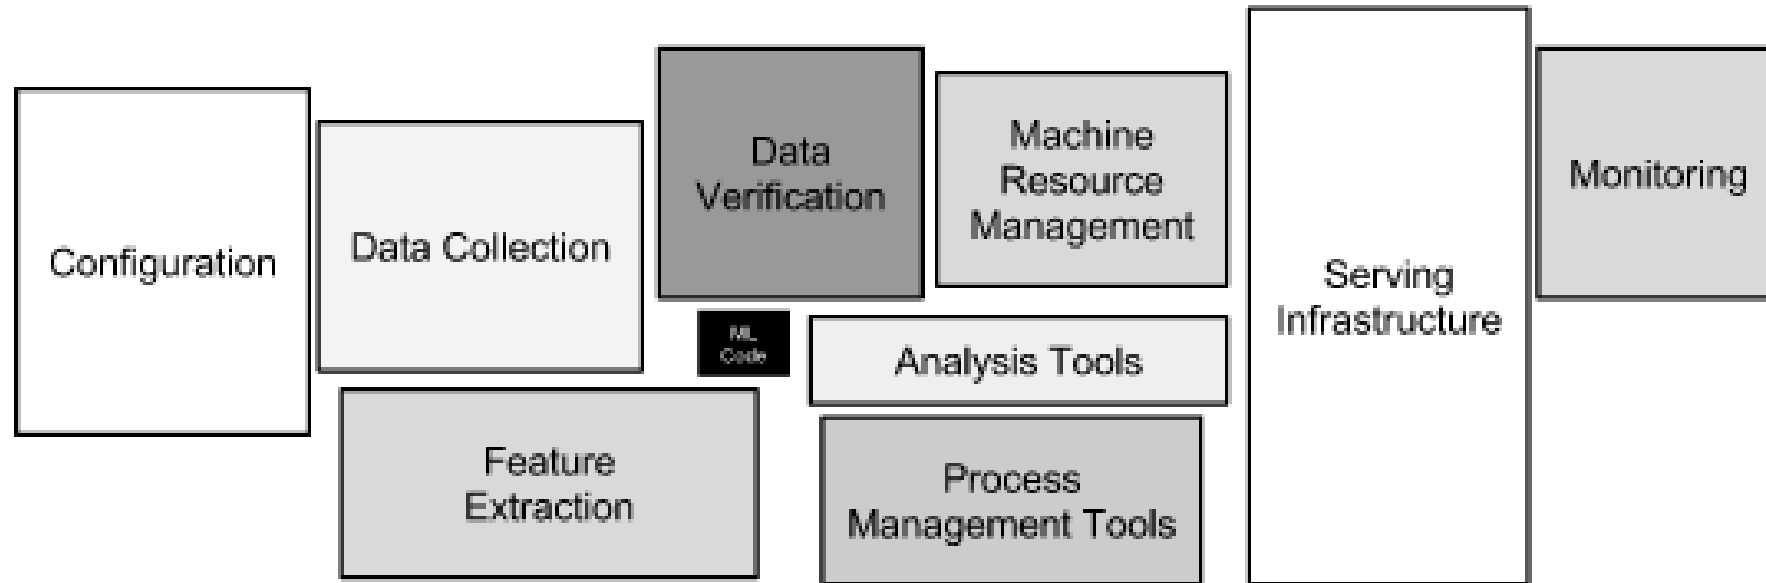 Configuration
Data Collection
Feature
Extraction
Data
Verification
ML
Code
Machine
Resource
Management
Analysis Tools
Process
Management Tools
Serving
Infrastructure
Monitoring